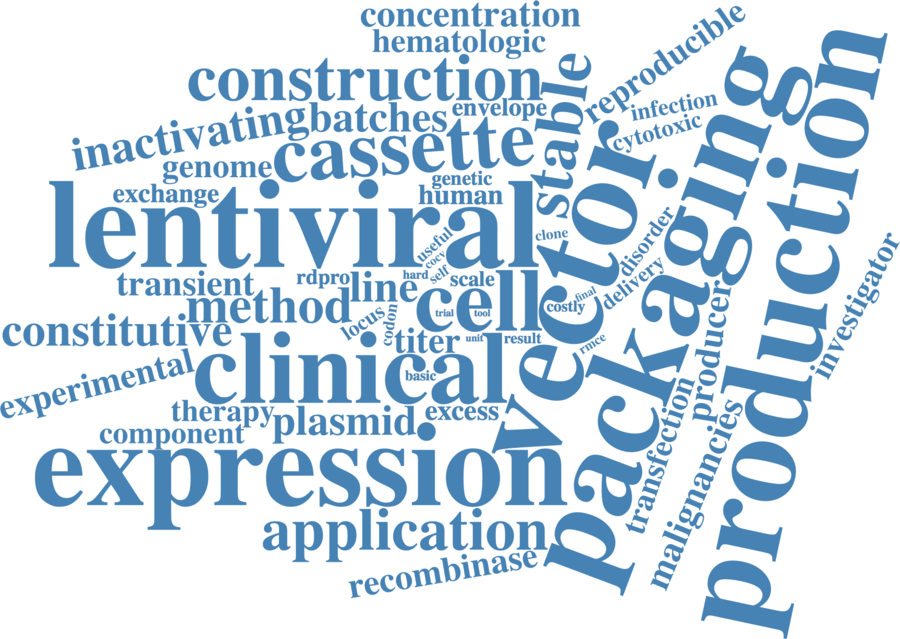 concentration
hematologic
construction
stable
reproducible
inactivating
batches
envelope
infection
cytotoxic
cassette
genome
genetic
exchange
human
lentiviral
vector
packaging
production
useful
cocv
clone
disorder
hard
self
transient
rdpro
line
scale
cell
method
trial
tool
costly
final
delivery
investigator
constitutive
locus
codon
titer
unit
result
rmce
producer
clinical
basic
experimental
therapy
plasmid
excess
component
transfection
malignancies
expression
application
recombinase